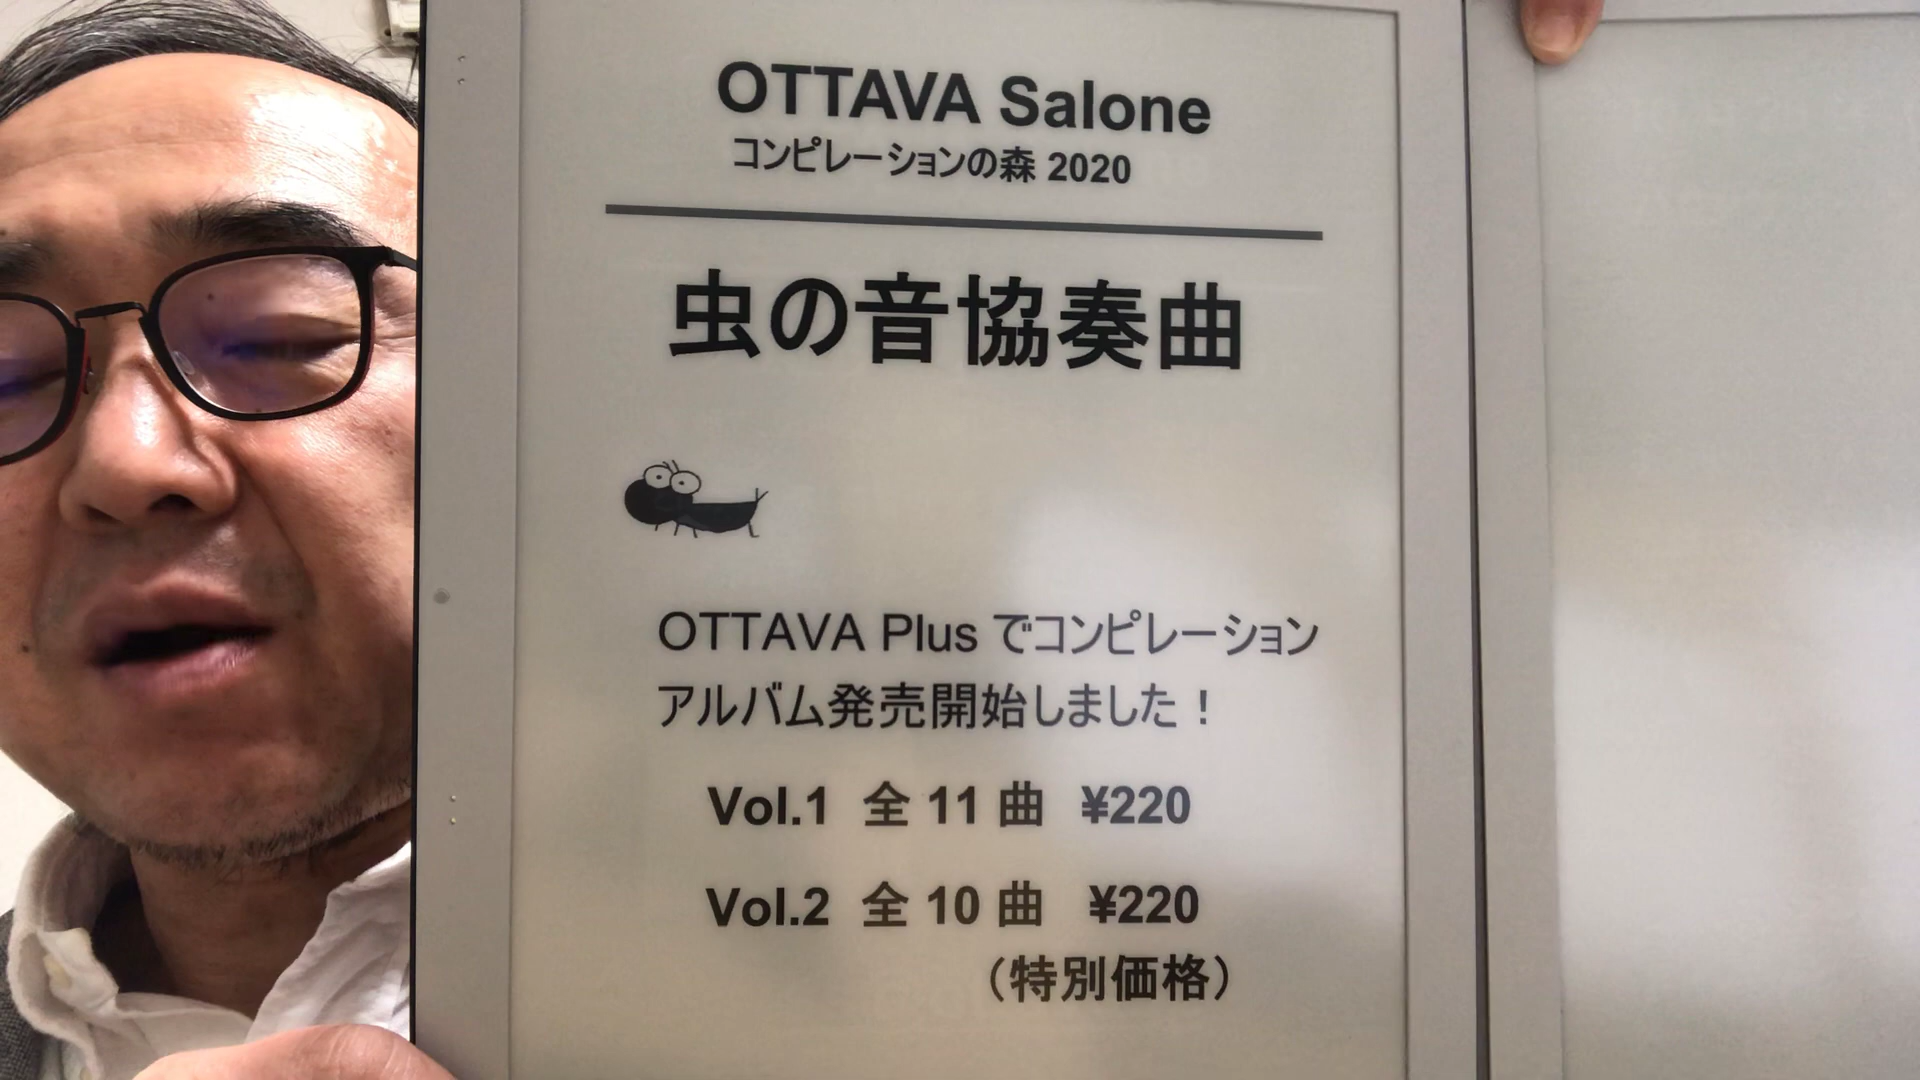 OTTAVA Salone
コンピレーションの森 2020
虫の音協奏曲
OTTAVA Plus でコンピレーション
アルバム発売開始しました！
Vol.1 全 11 曲 ¥220
Vol.2 全 10 曲 ¥220
（特別価格）